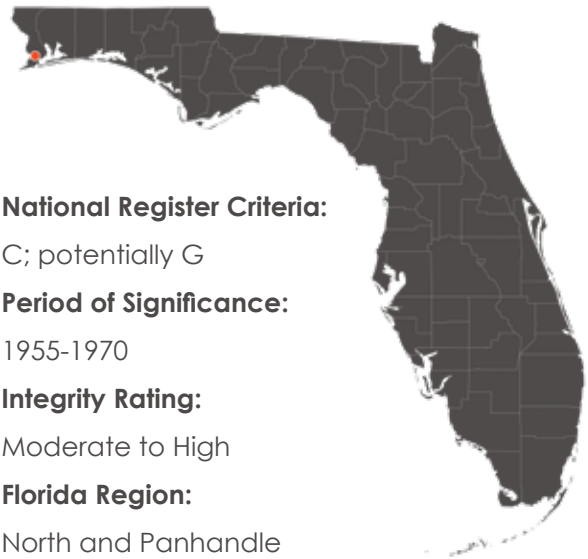 National Register Criteria:
C; potentially G
Period of Significance:
1955-1970
Integrity Rating:
Moderate to High
Florida Region:
North and Panhandle